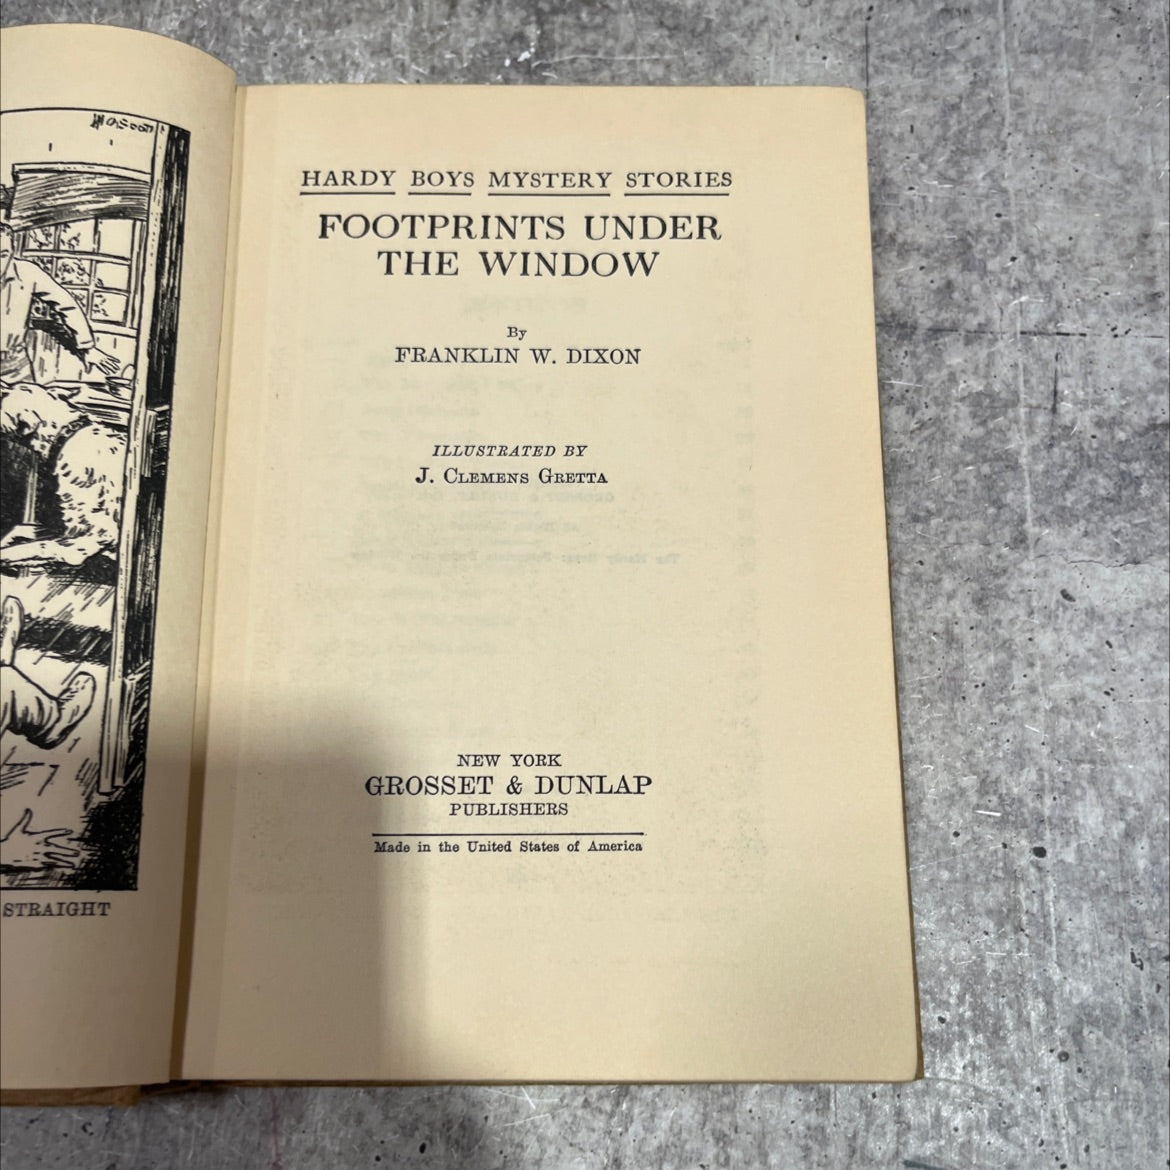 STRAIGHT
HARDY BOYS MYSTERY STORIES
FOOTPRINTS UNDER
THE WINDOW
By
FRANKLIN W. DIXON
ILLUSTRATED BY
J. CLEMENS GRETTA
NEW YORK
GROSSET & DUNLAP
PUBLISHERS
Made in the United States of America